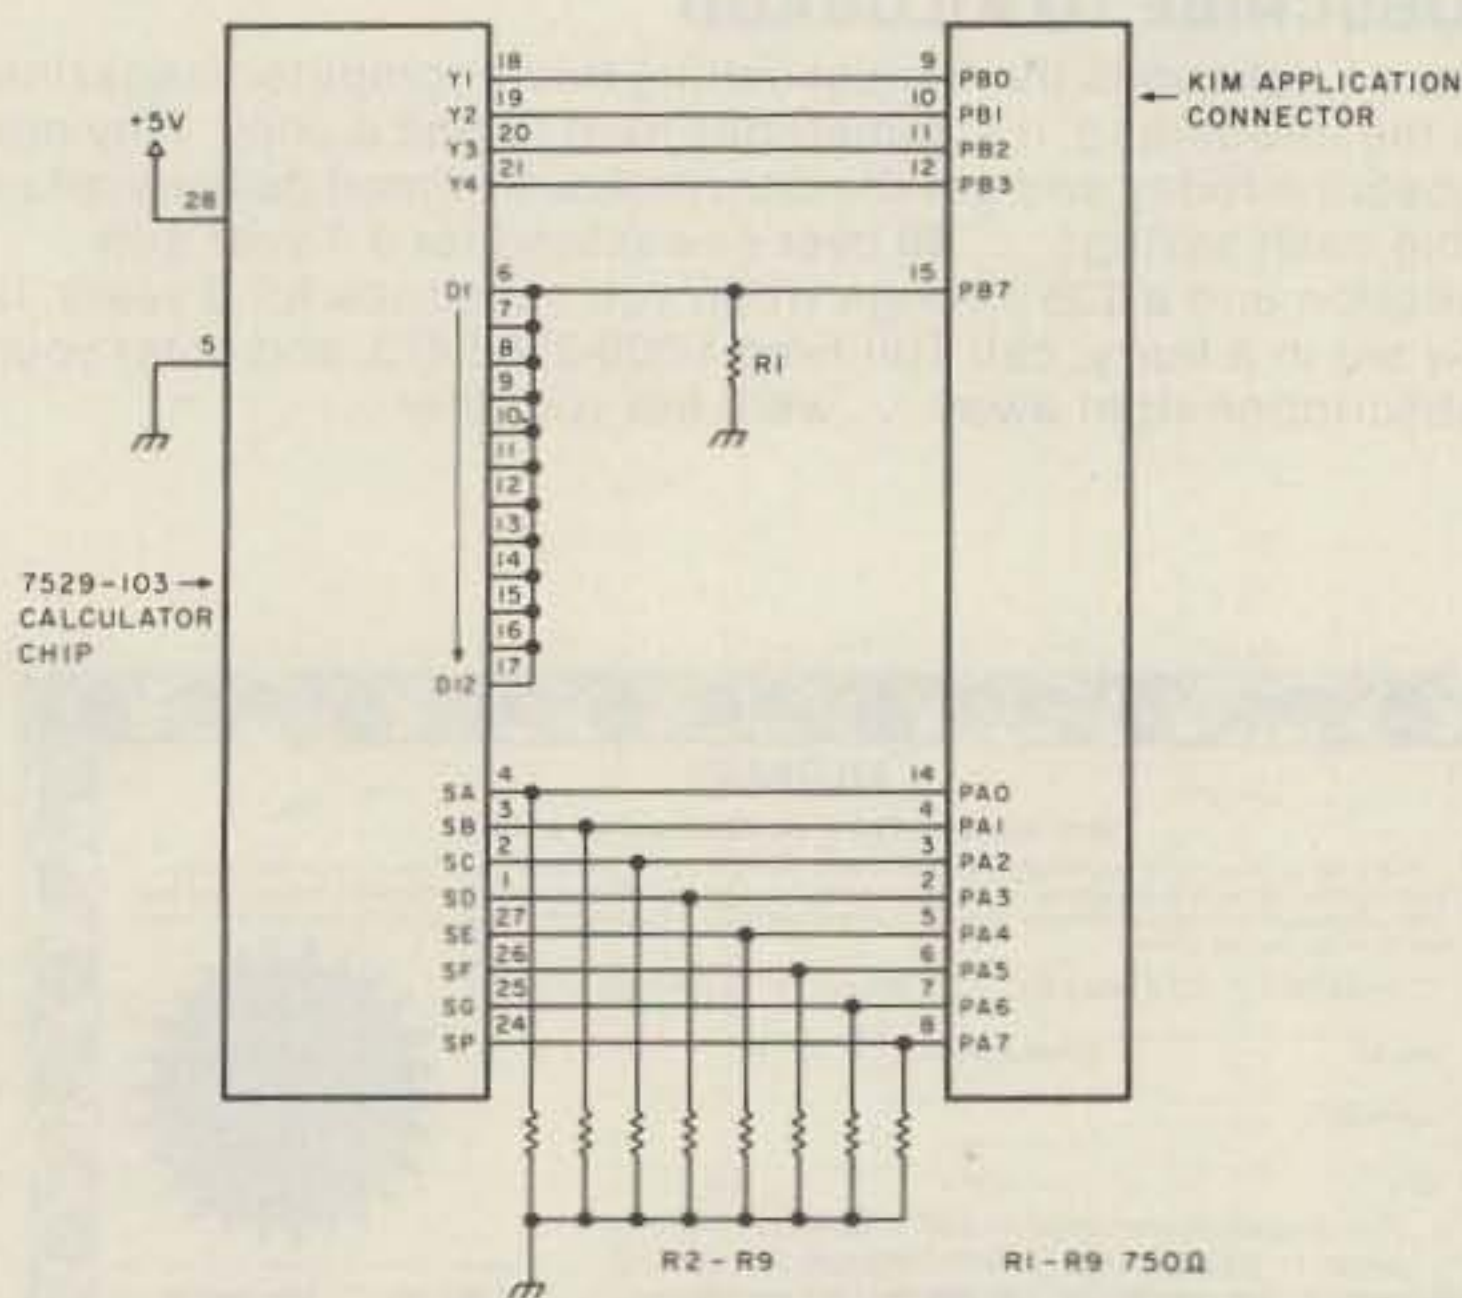 +5V
28
5
7529-103
CALCULATOR
CHIP
Y1 18 9 PB0
Y2 19 10 PB1
Y3 20 11 PB2
Y4 21 12 PB3
D1 6 15 PB7
7
8
9
10
11
12
13
14
15
16
17
D12
R1
SA 4 14 PA0
SB 3 4 PA1
SC 2 3 PA2
SD 1 2 PA3
SE 27 5 PA4
SF 26 6 PA5
SG 25 7 PA6
SP 24 8 PA7
KIM APPLICATION
CONNECTOR
R2-R9
R1-R9 750Ω